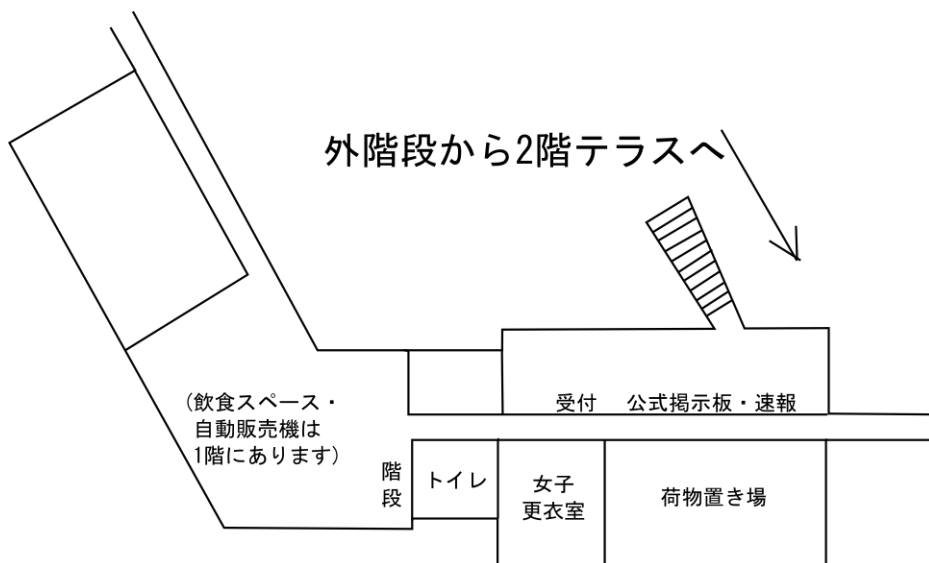 外階段から2階テラスへ
受付 公式掲示板・速報
(飲食スペース・
自動販売機は
1階にあります)
階段
トイレ
女子
更衣室
荷物置き場